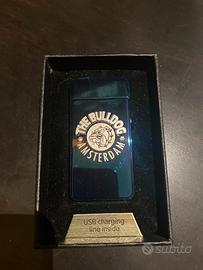 THE BULLDOG
AMSTERDAM
USB charging
line inside
subito